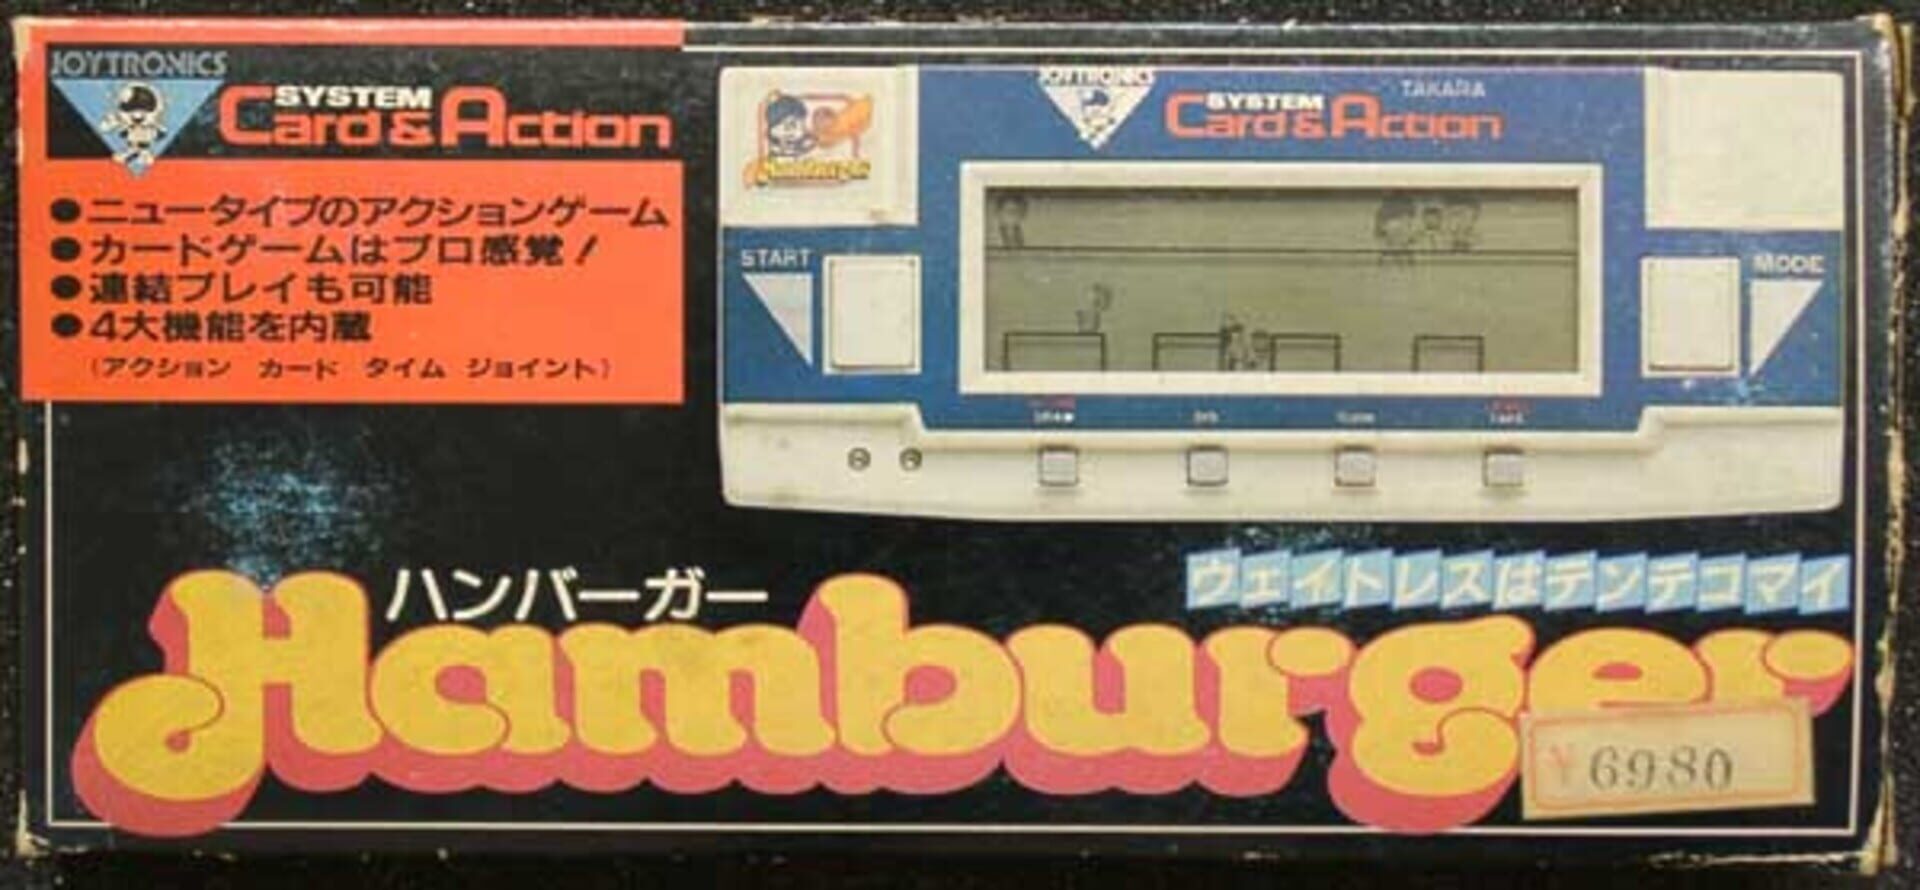 JOYTRONICS
SYSTEM
Card & Action
●ニュータイプのアクションゲーム
●カードゲームはプロ感覚!
●連結プレイも可能
●4大機能を内蔵
(アクション カード タイム ジョイント)
JOYTRONICS
TAKARA
SYSTEM
Card & Action
Hamburger
START
MODE
ハンバーガー
ウェイトレスはテンテコマイ
Hamburger
¥6980